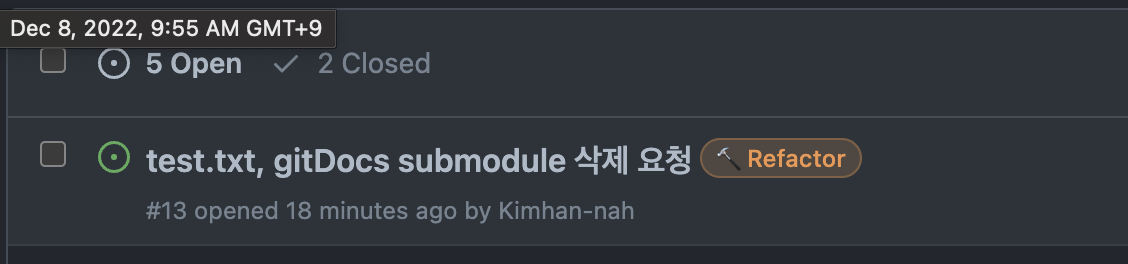 Dec 8, 2022, 9:55 AM GMT+9
5 Open 2 Closed
test.txt, gitDocs submodule 삭제 요청 Refactor
#13 opened 18 minutes ago by Kimhan-nah